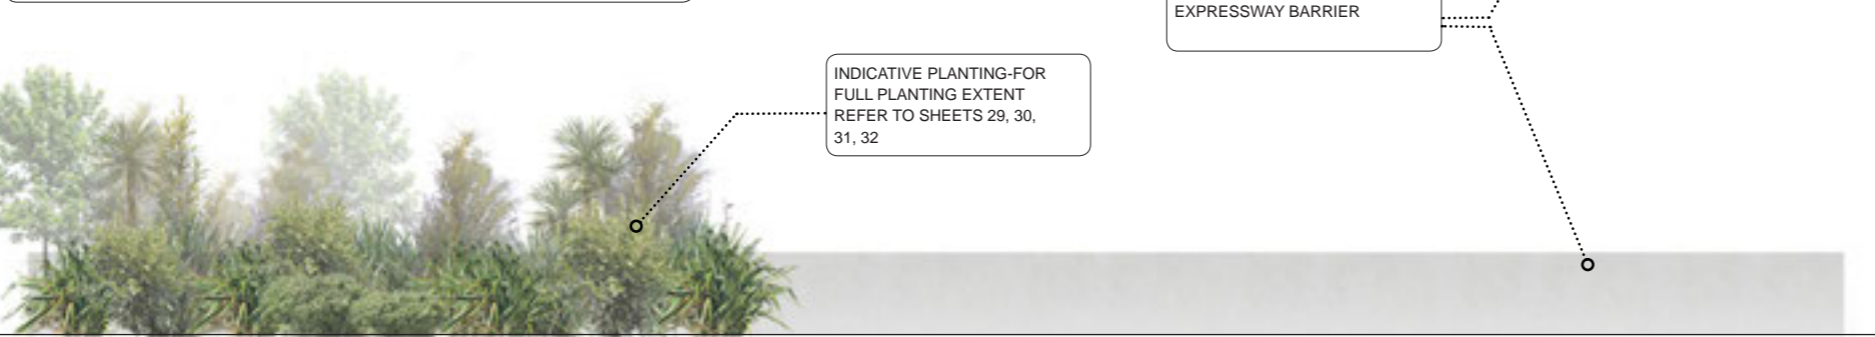 EXPRESSWAY BARRIER
INDICATIVE PLANTING-FOR
FULL PLANTING EXTENT
REFER TO SHEETS 29, 30,
31, 32